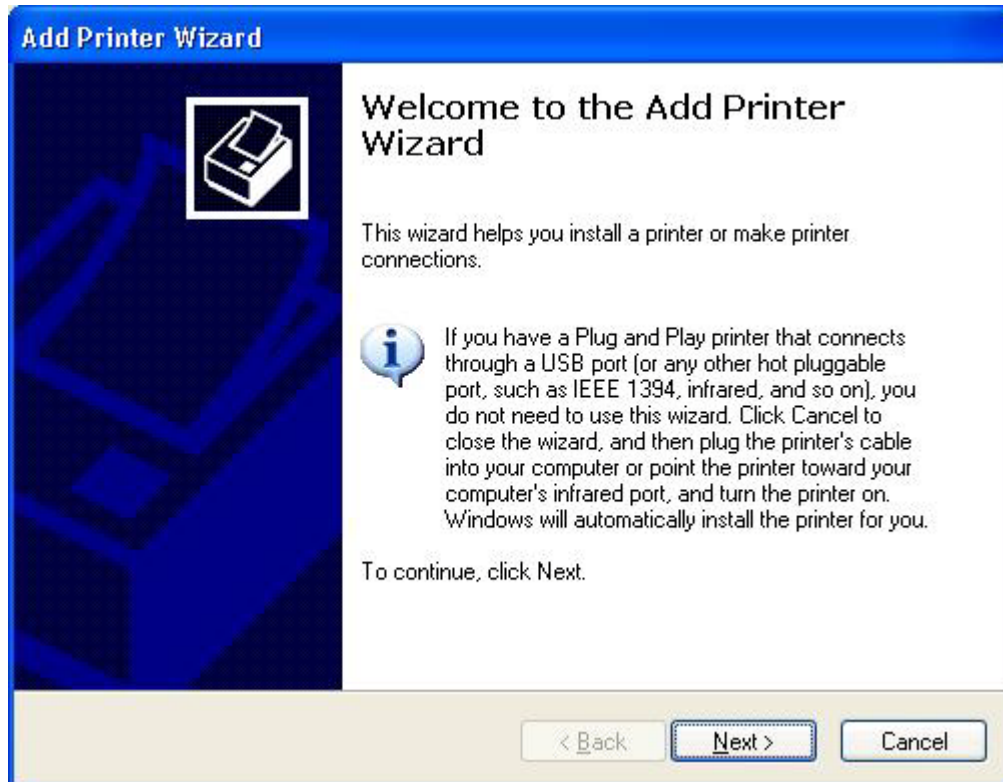 Add Printer Wizard
Welcome to the Add Printer
Wizard
This wizard helps you install a printer or make printer
connections.
If you have a Plug and Play printer that connects
through a USB port (or any other hot pluggable
port, such as IEEE 1394, infrared, and so on), you
do not need to use this wizard. Click Cancel to
close the wizard, and then plug the printer's cable
into your computer or point the printer toward your
computer's infrared port, and turn the printer on.
Windows will automatically install the printer for you.
To continue, click Next.
< Back Next > Cancel